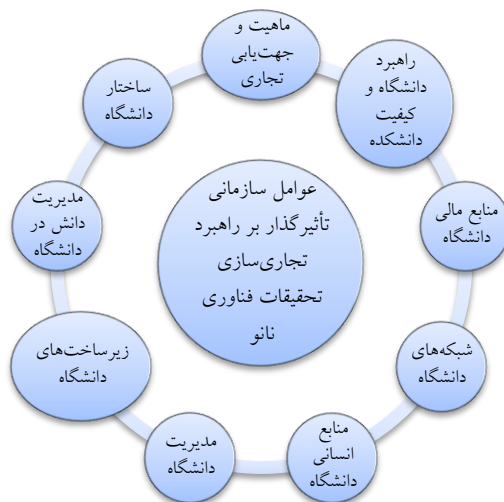 ماهیت و
جهت‌یابی
تجاری
راهبرد
دانشگاه و
کیفیت
دانشکده
منابع مالی
دانشگاه
شبکه‌های
دانشگاه
منابع
انسانی
دانشگاه
مدیریت
دانشگاه
زیرساخت‌های
دانشگاه
مدیریت
دانش در
دانشگاه
ساختار
دانشگاه
عوامل سازمانی
تأثیرگذار بر راهبرد
تجاری‌سازی
تحقیقات فناوری
نانو